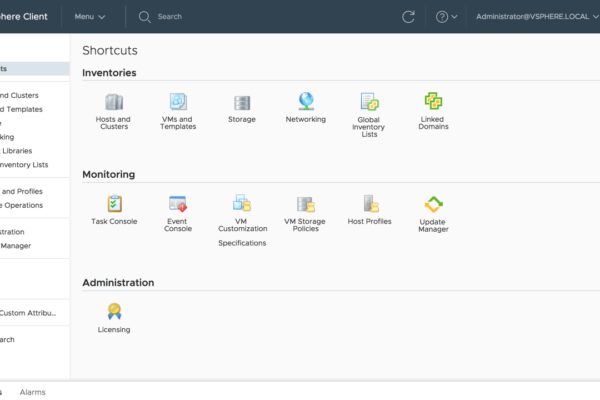 here Client Menu Search Administrator@VSPHERE.LOCAL
Shortcuts
ts
Inventories
nd Clusters
d Templates
king
Libraries
nventory Lists
and Profiles
e Operations
stration
Manager
Custom Attribu...
arch
Hosts and
Clusters
VMs and
Templates
Storage
Networking
Global
Inventory
Lists
Linked
Domains
Monitoring
Task Console
Event
Console
VM
Customization
Specifications
VM Storage
Policies
Host Profiles
Update
Manager
Administration
Licensing
s Alarms